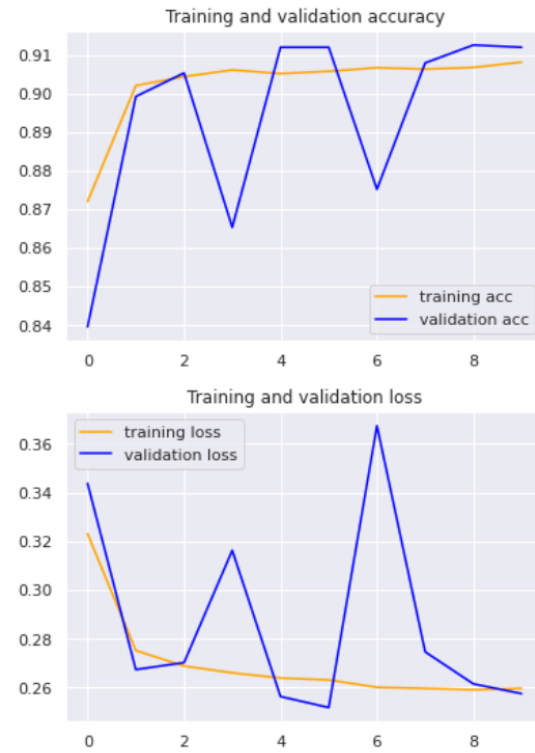 Training and validation accuracy
0.91
0.90
0.89
0.88
0.87
0.86
0.85
0.84
training acc
validation acc
0 2 4 6 8
Training and validation loss
training loss
validation loss
0.36
0.34
0.32
0.30
0.28
0.26
0 2 4 6 8